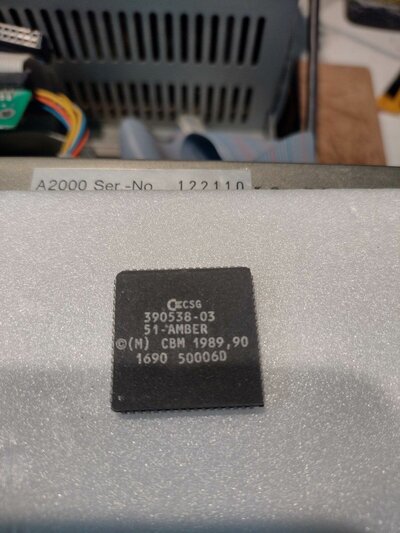 A2000 Ser.-No. 122110
CSG
390538-03
51-AMBER
©(M) CBM 1989,90
1690 50006D